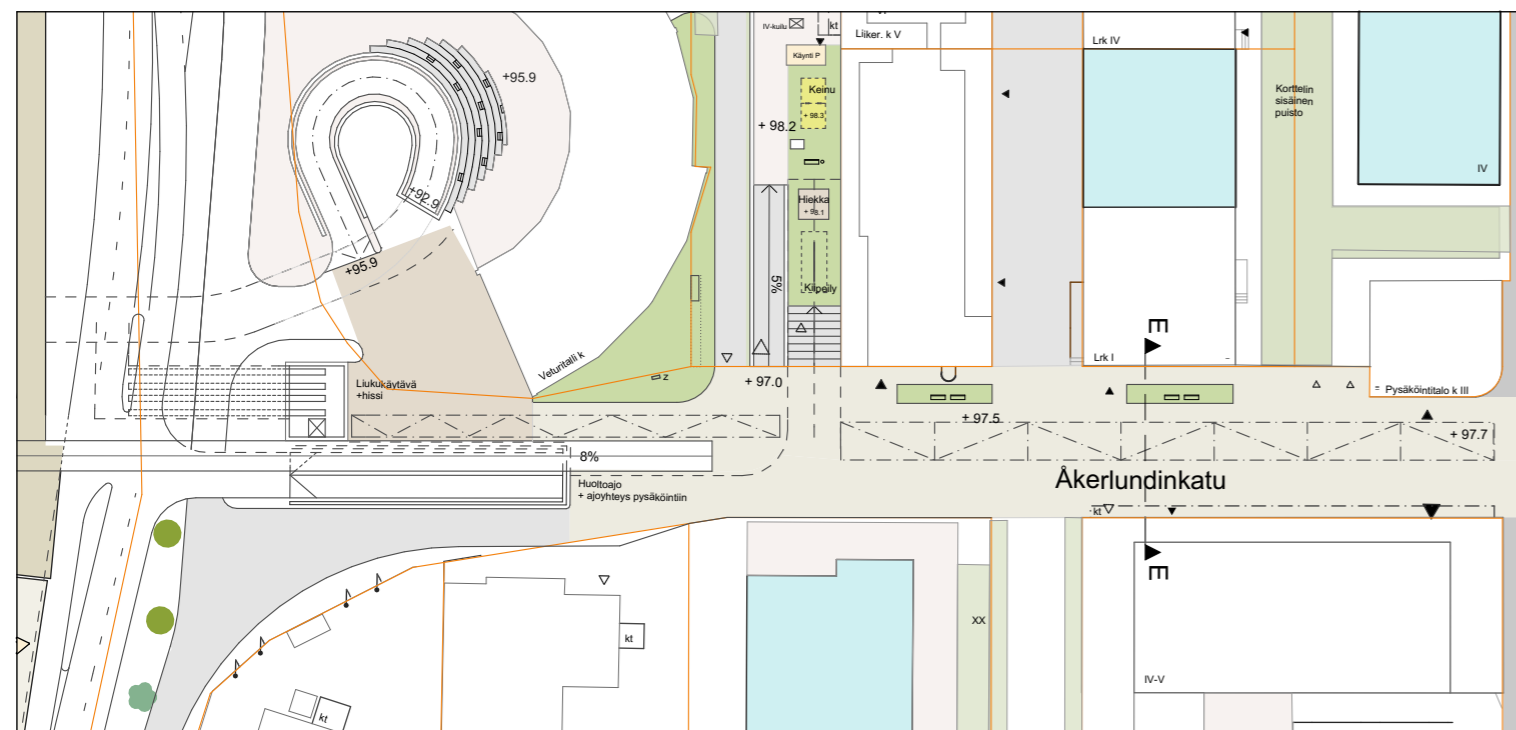 IV-kuilu
kt
Liiker. k V
Lrk IV
Käynti P
+95.9
Keinu
+ 98.3
+ 98.2
Korttelin
sisäinen
puisto
IV
+92.9
Hiekka
+ 98.1
+95.9
5%
Kiipeily
Veturitalli k
Lrk I
E
Liukukäytävä
+hissi
z
+ 97.0
Pysäköintitalo k III
+ 97.5
+ 97.7
8%
Huoltoajo
+ ajoyhteys pysäköintiin
Åkerlundinkatu
kt
E
XX
kt
IV-V
kt